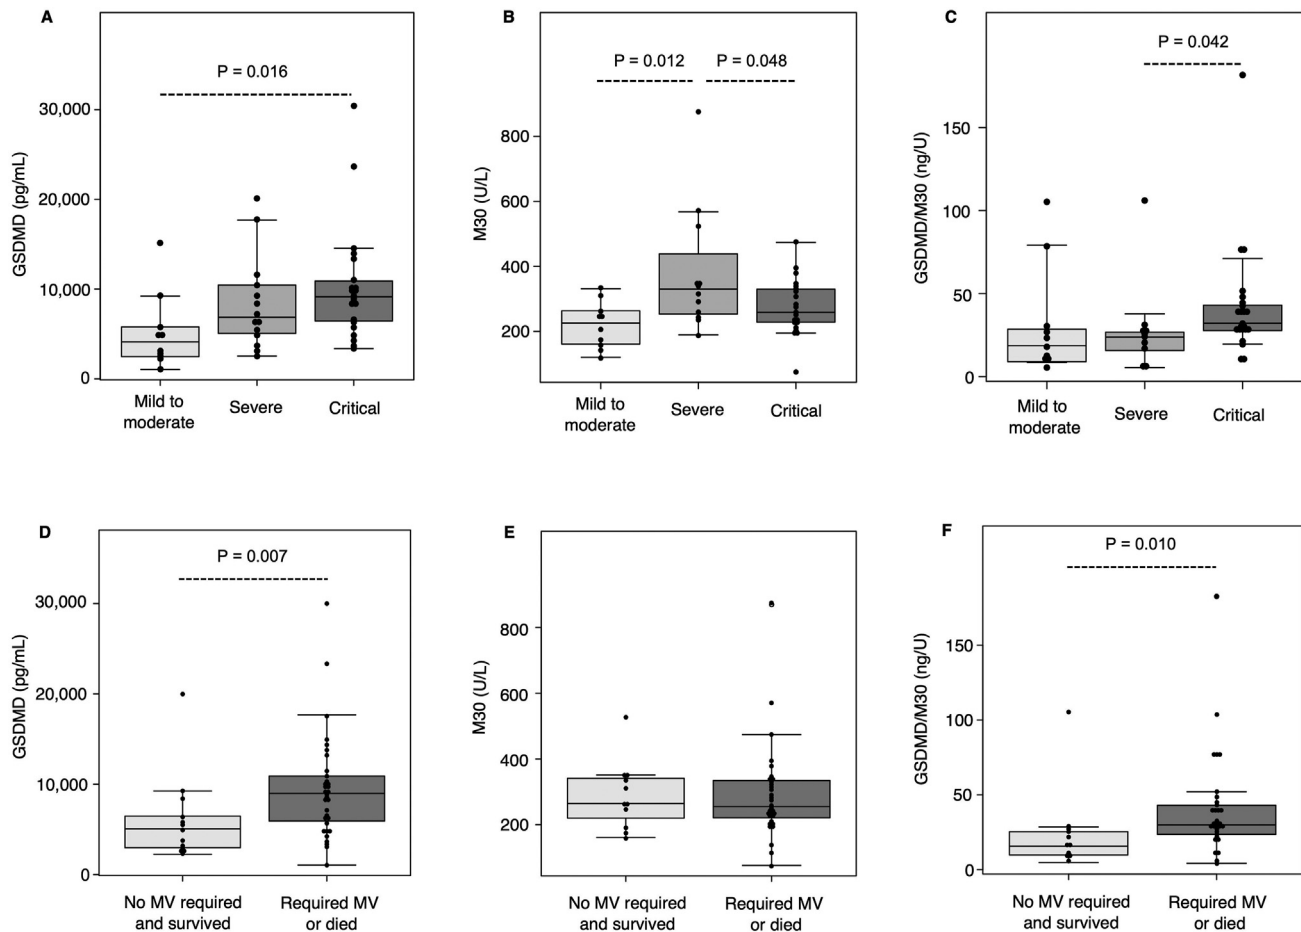 A
P = 0.016
GSDMD (pg/mL)
30,000
20,000
10,000
0
Mild to
moderate
Severe
Critical
B
P = 0.012
P = 0.048
M30 (U/L)
800
600
400
200
Mild to
moderate
Severe
Critical
C
P = 0.042
GSDMD/M30 (ng/U)
150
100
50
0
Mild to
moderate
Severe
Critical
D
P = 0.007
GSDMD (pg/mL)
30,000
20,000
10,000
0
No MV required
and survived
Required MV
or died
E
M30 (U/L)
800
600
400
200
No MV required
and survived
Required MV
or died
F
P = 0.010
GSDMD/M30 (ng/U)
150
100
50
0
No MV required
and survived
Required MV
or died